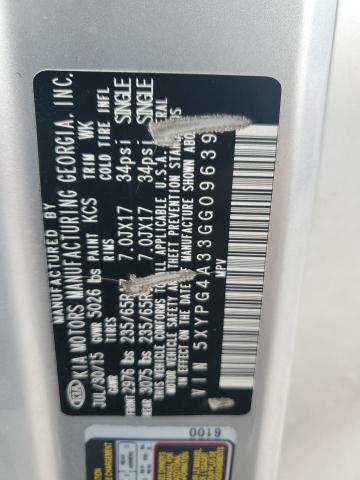 MANUFACTURED BY
KIA KIA MOTORS MANUFACTURING GEORGIA, INC.
JUL/30/15 PAINT KCS TRIM WK
GVWR 5026 lbs
GAWR TIRES RIMS COLD TIRE INFL
FRONT 2976 lbs 235/65R 7.0JX17 34psi SINGLE
REAR 3075 lbs 235/65R 7.0JX17 34psi SINGLE
THIS VEHICLE TO ALL APPLICABLE U.S.A.
VEHICLE SAFETY AND THEFT PREVENTION STANDARDS
IN EFFECT ON THE DATE OF MANUFACTURE SHOWN ABOVE
VIN 5XYPG4A33GG09639
MPV
6100